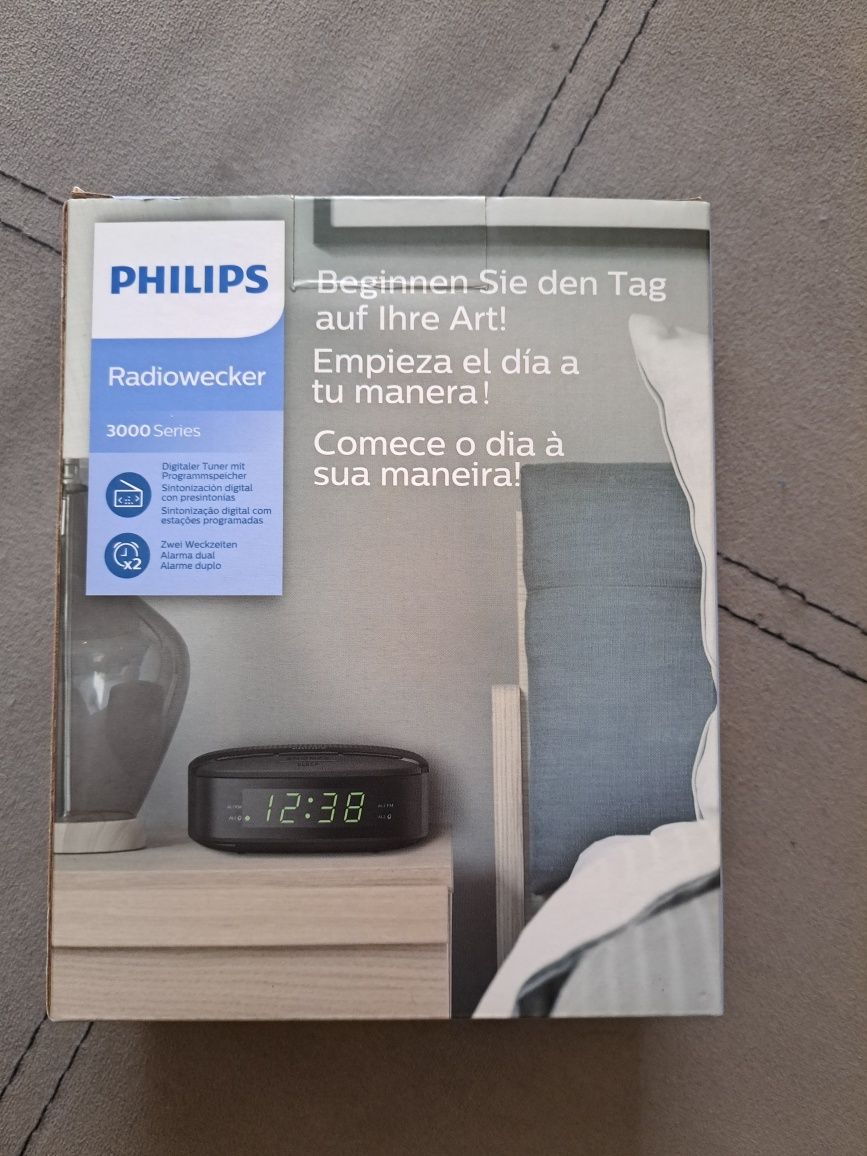 PHILIPS
Radiowecker
3000 Series
Digitaler Tuner mit
Programmspeicher
Sintonización digital
con presintonías
Sintonização digital com
estações programadas
x2
Zwei Weckzeiten
Alarma dual
Alarme duplo
Beginnen Sie den Tag
auf Ihre Art!
Empieza el día a
tu manera!
Comece o dia à
sua maneira!
12:38